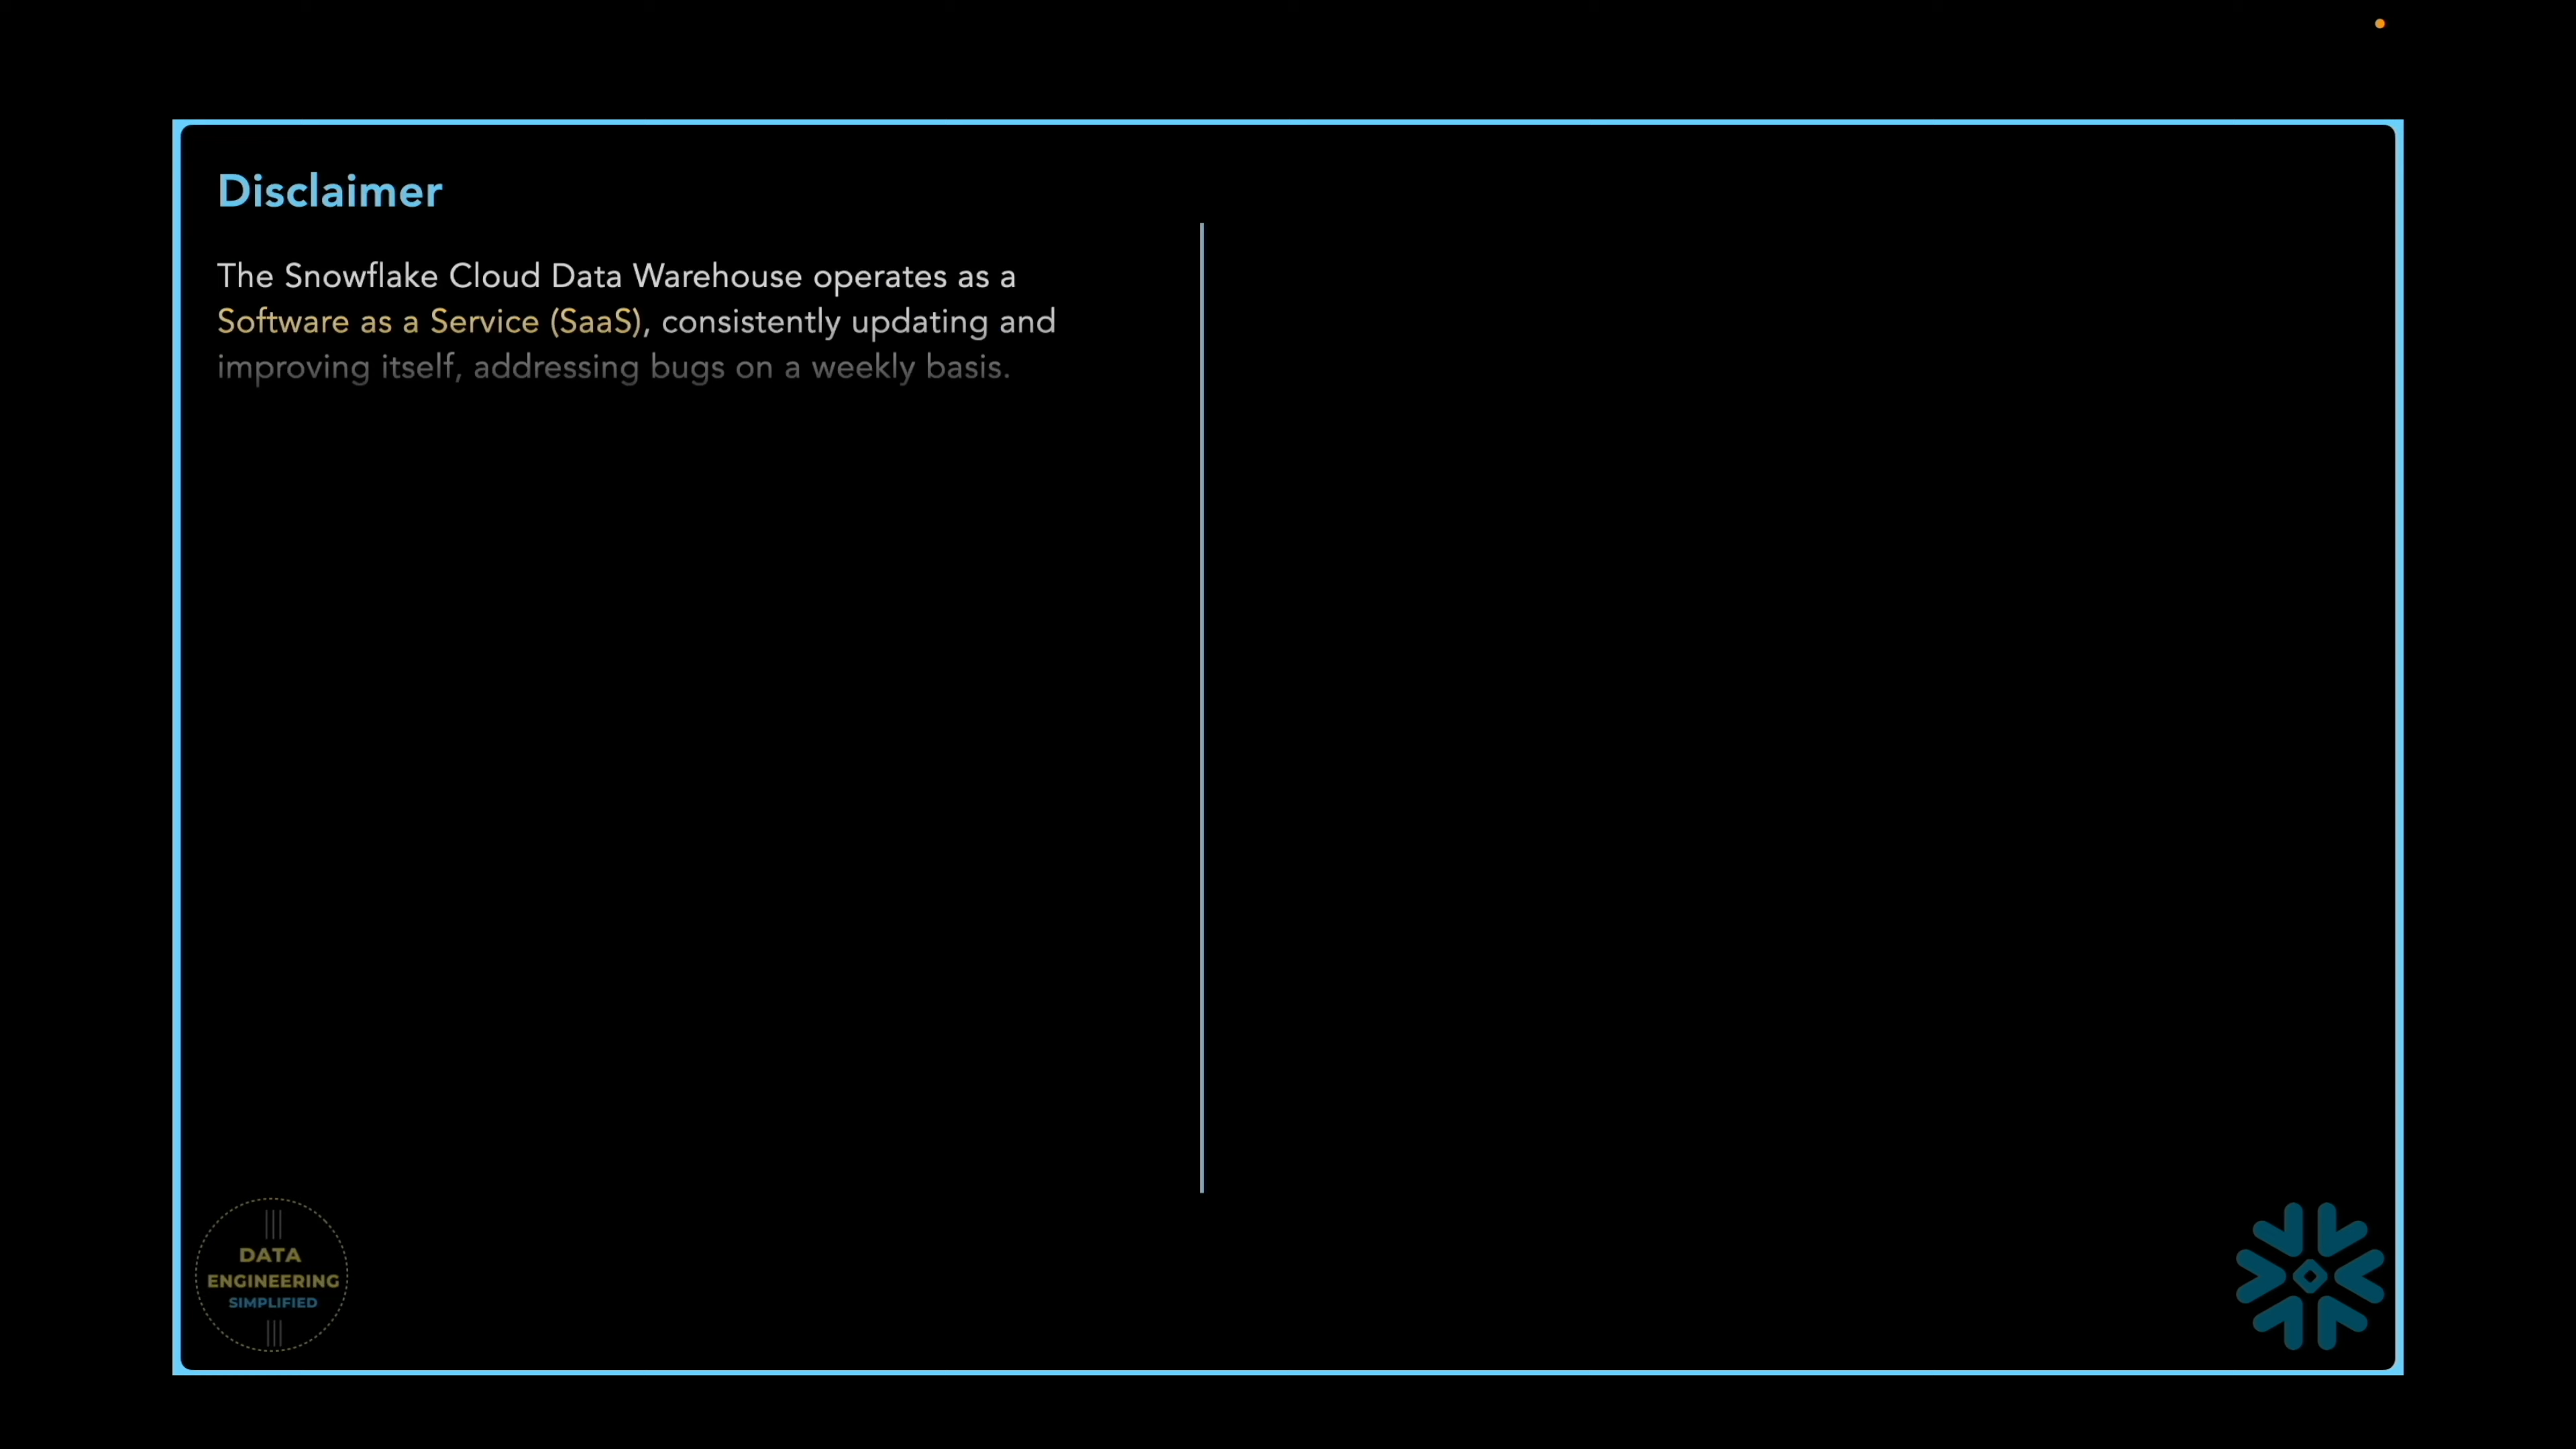 Disclaimer
The Snowflake Cloud Data Warehouse operates as a
Software as a Service (SaaS), consistently updating and
improving itself, addressing bugs on a weekly basis.
DATA
ENGINEERING
SIMPLIFIED